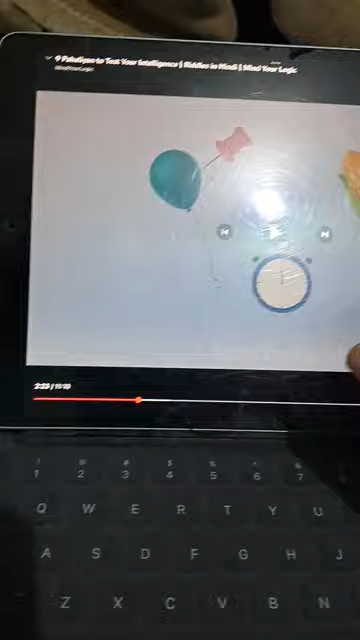 9 Paheliyan to Test Your Intelligence | Riddles in Hindi | Mind Your Logic
MindYourLogic
2:23 / 11:10
1 2 3 4 5 6 7
Q W E R T Y U
A S D F G H J
Z X C V B N